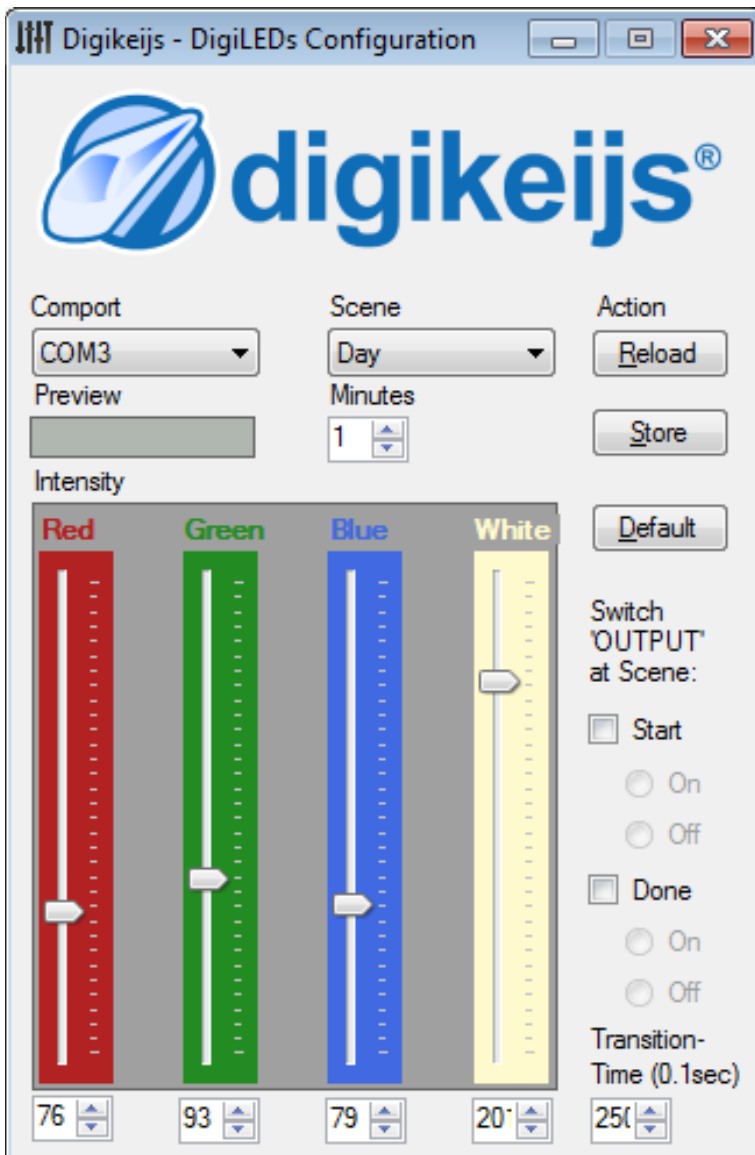 Digikeijs - DigiLEDs Configuration
digikeijs®
Comport Scene Action
COM3 Day Reload
Preview Minutes
1 Store
Intensity
Red Green Blue White
Default
Switch
'OUTPUT'
at Scene:
Start
On
Off
Done
On
Off
Transition-
Time (0.1sec)
76 93 79